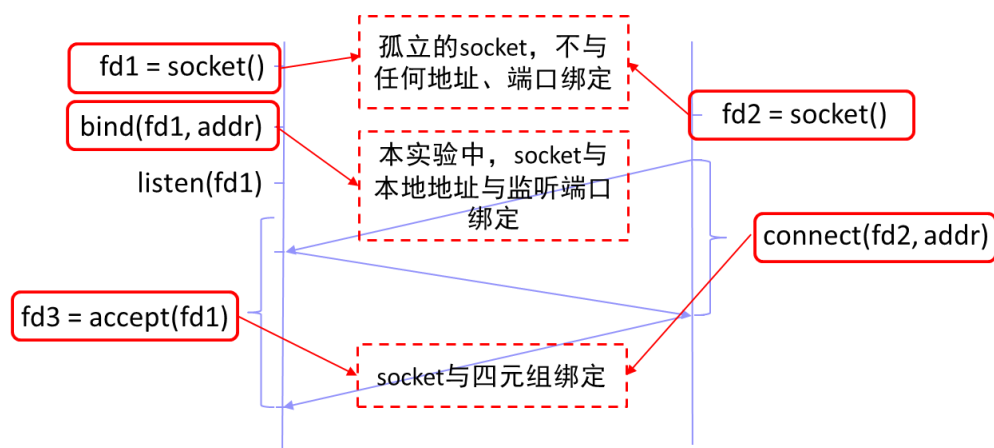 孤立的socket，不与
任何地址、端口绑定
fd1 = socket()
fd2 = socket()
bind(fd1, addr)
本实验中，socket与
本地地址与监听端口
绑定
listen(fd1)
connect(fd2, addr)
fd3 = accept(fd1)
socket与四元组绑定